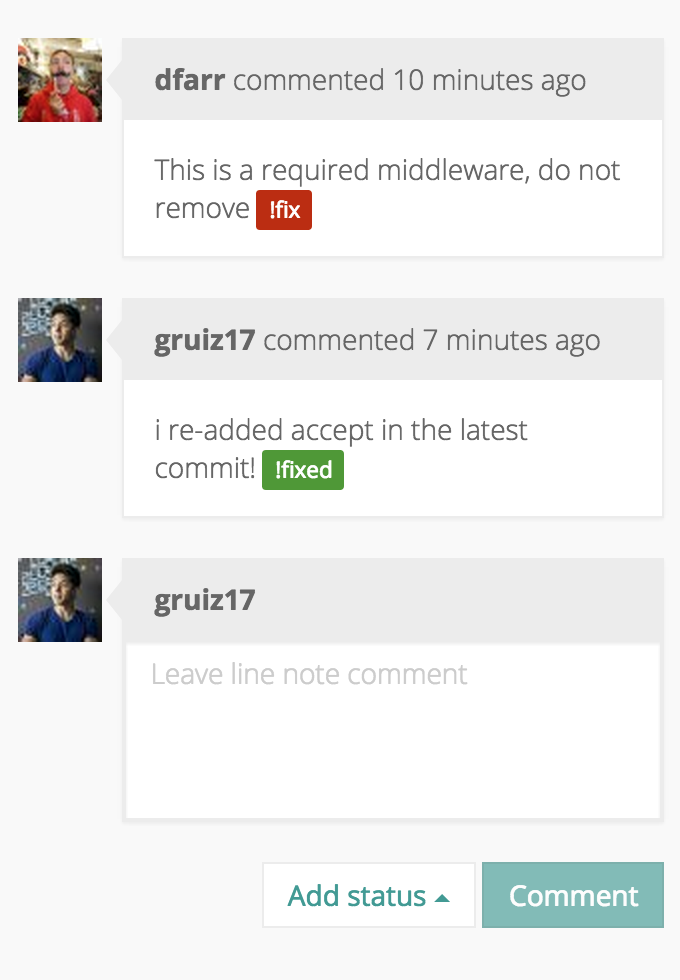 dfarr commented 10 minutes ago
This is a required middleware, do not
remove !fix
gruiz17 commented 7 minutes ago
i re-added accept in the latest
commit! !fixed
gruiz17
Leave line note comment
Add status
Comment